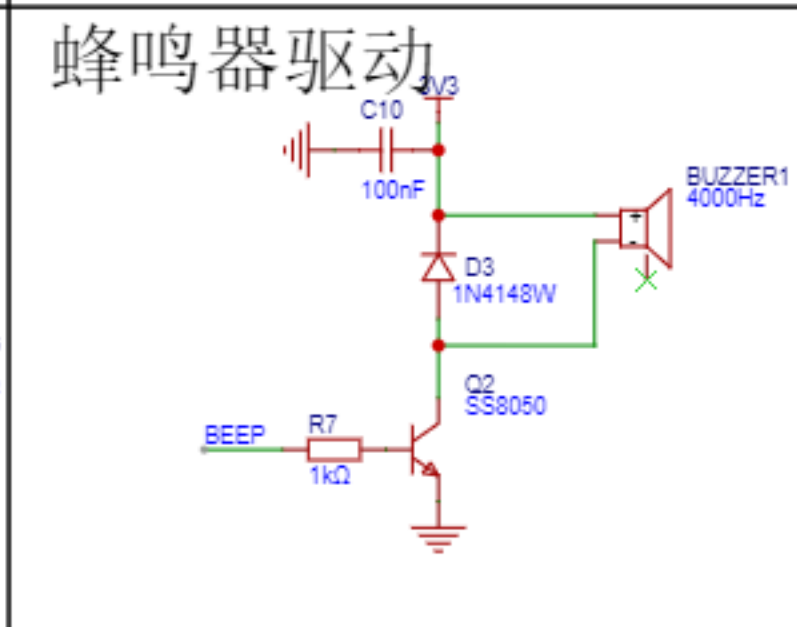 蜂鸣器驱动
3V3
C10
100nF
BUZZER1
4000Hz
+
-
D3
1N4148W
Q2
SS8050
BEEP
R7
1kΩ